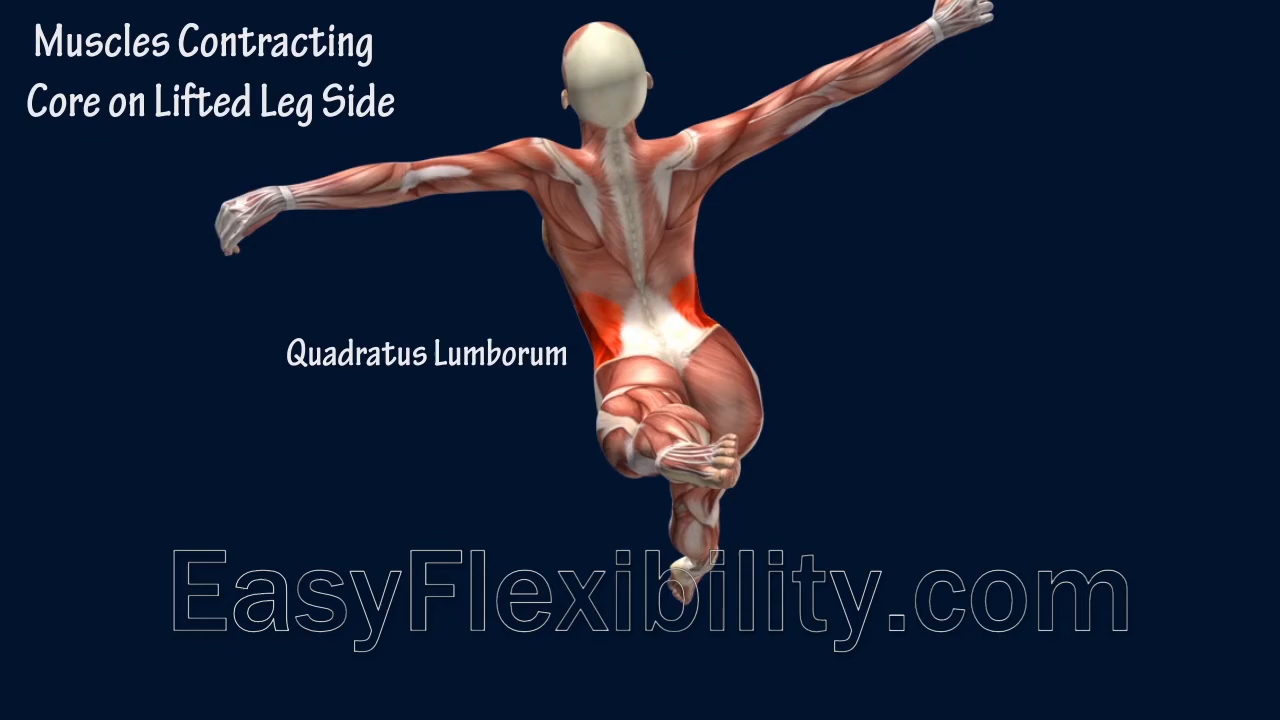 Muscles Contracting
Core on Lifted Leg Side
Quadratus Lumborum
EasyFlexibility.com